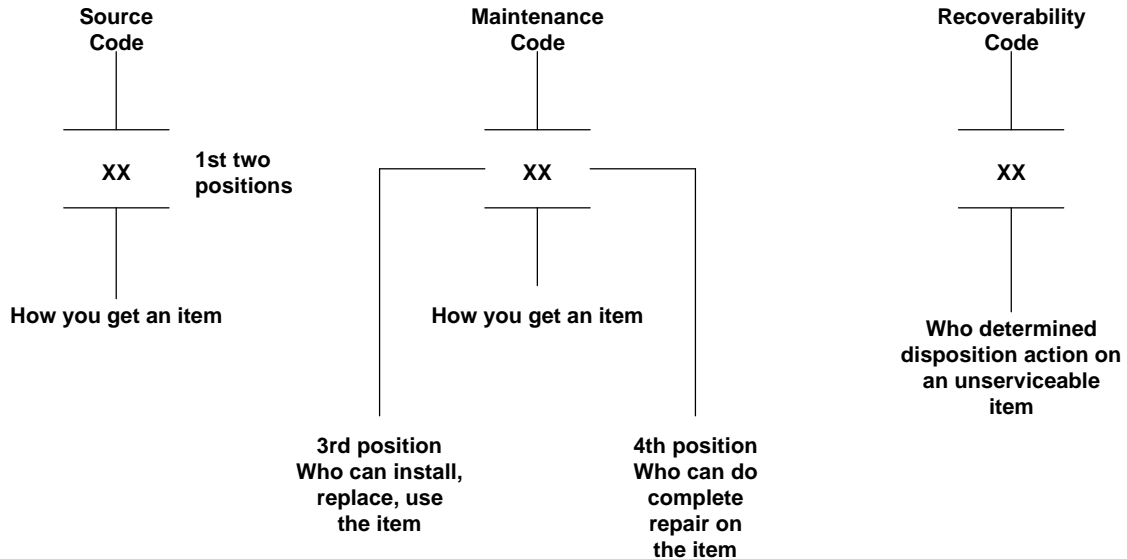 Source
Code
XX
1st two
positions
How you get an item
Maintenance
Code
XX
How you get an item
3rd position
Who can install,
replace, use
the item
4th position
Who can do
complete
repair on
the item
Recoverability
Code
XX
Who determined
disposition action on
an unserviceable
item